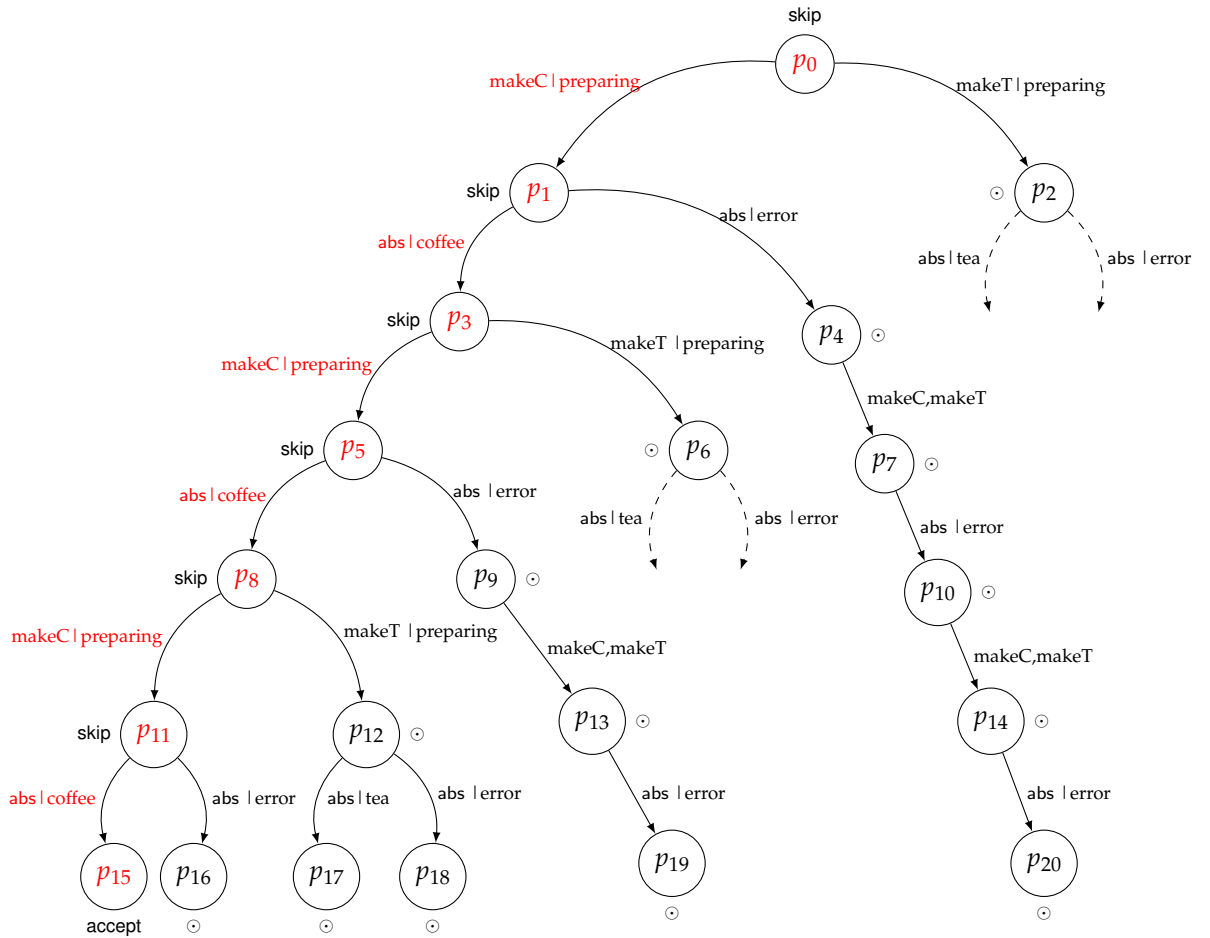 skip
p0
makeC|preparing
makeT|preparing
skip
p1
⊙
p2
abs|error
abs|coffee
abs|tea
abs |error
skip
p3
p4
⊙
makeC|preparing
makeT |preparing
makeC,makeT
skip
p5
⊙
p6
p7
⊙
abs|coffee
abs |error
abs|tea
abs |error
abs |error
skip
p8
p9
⊙
p10
⊙
makeC|preparing
makeT |preparing
makeC,makeT
makeC,makeT
skip
p11
p12
⊙
p13
⊙
p14
⊙
abs|coffee
abs |error
abs|tea
abs |error
abs |error
abs |error
p15
p16
p17
p18
p19
p20
accept
⊙
⊙
⊙
⊙
⊙